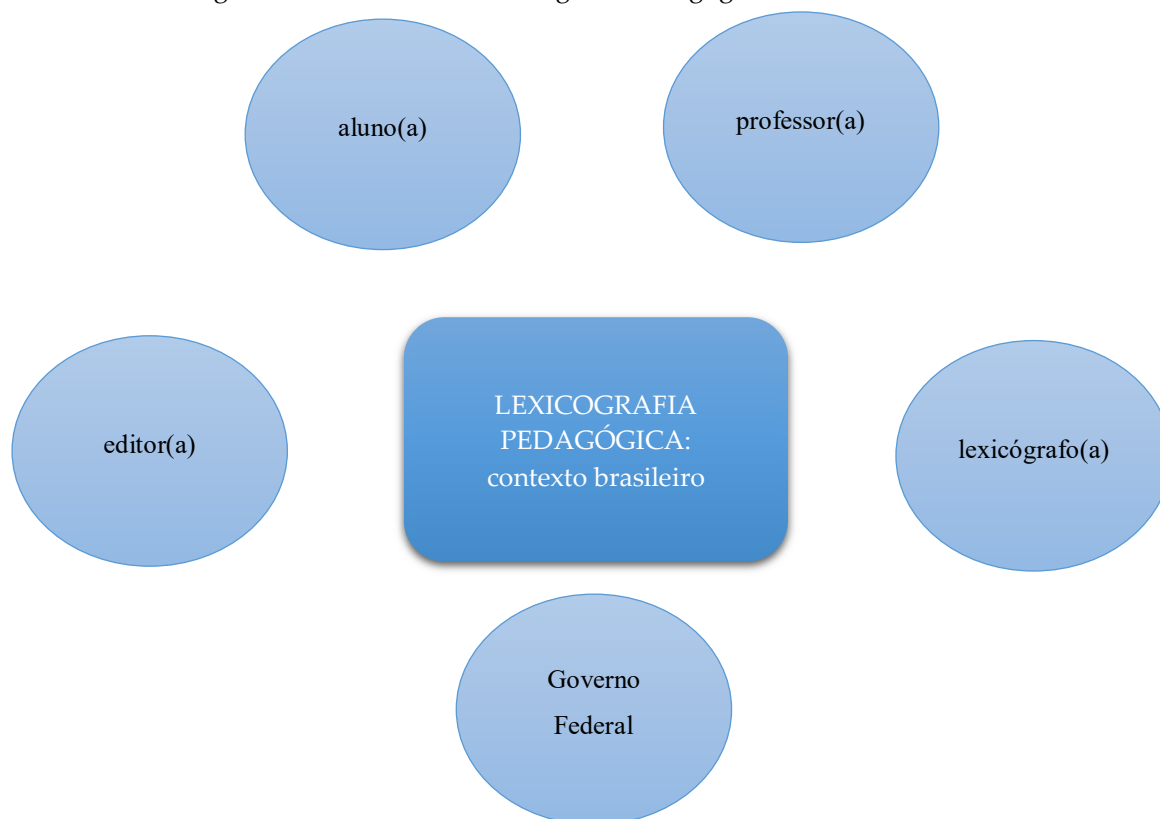 aluno(a)
professor(a)
editor(a)
LEXICOGRAFIA
PEDAGÓGICA:
contexto brasileiro
lexicógrafo(a)
Governo
Federal